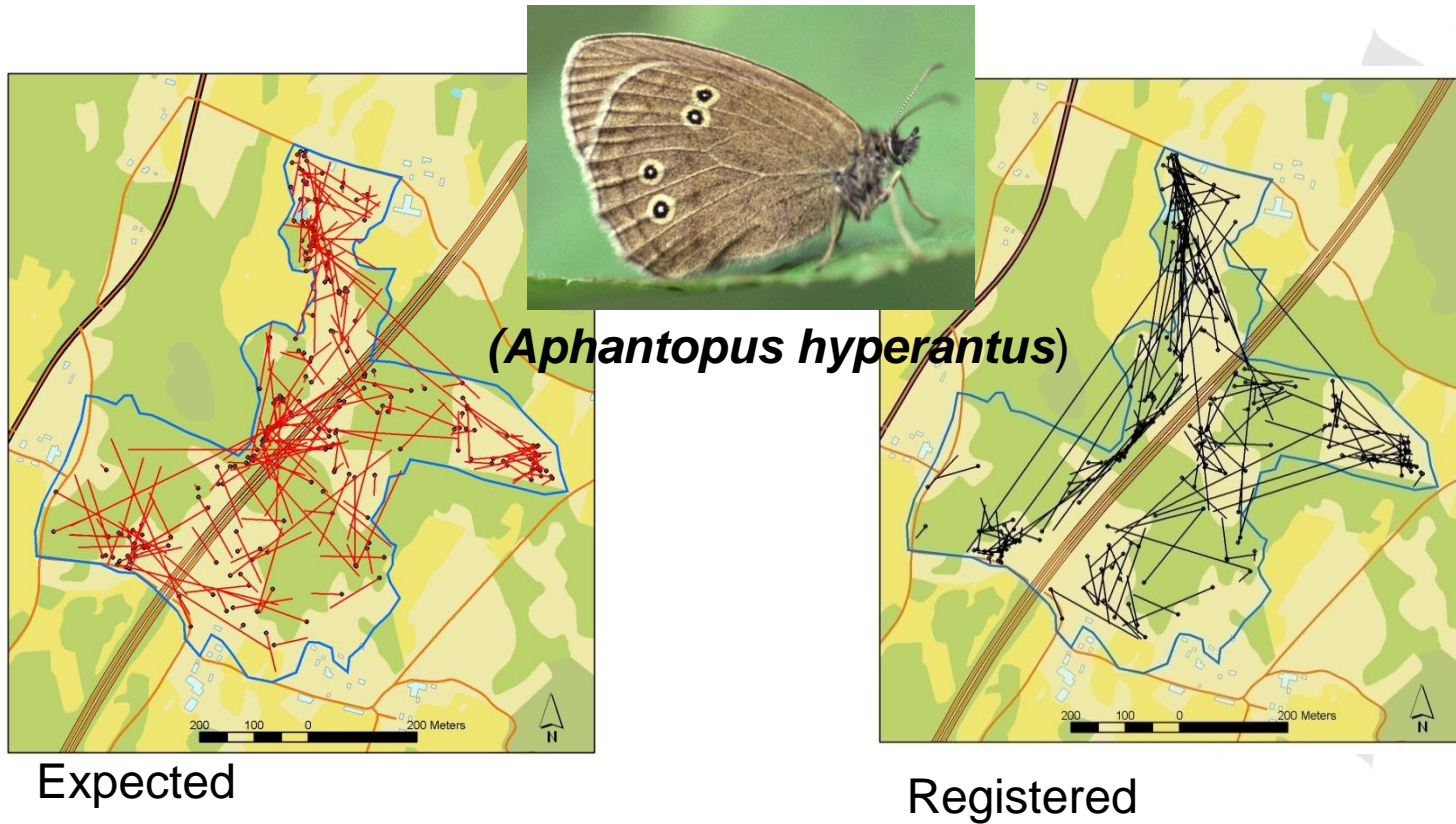 (Aphantopus hyperantus)
200 100 0 200 Meters
N
200 100 0 200 Meters
N
Expected
Registered